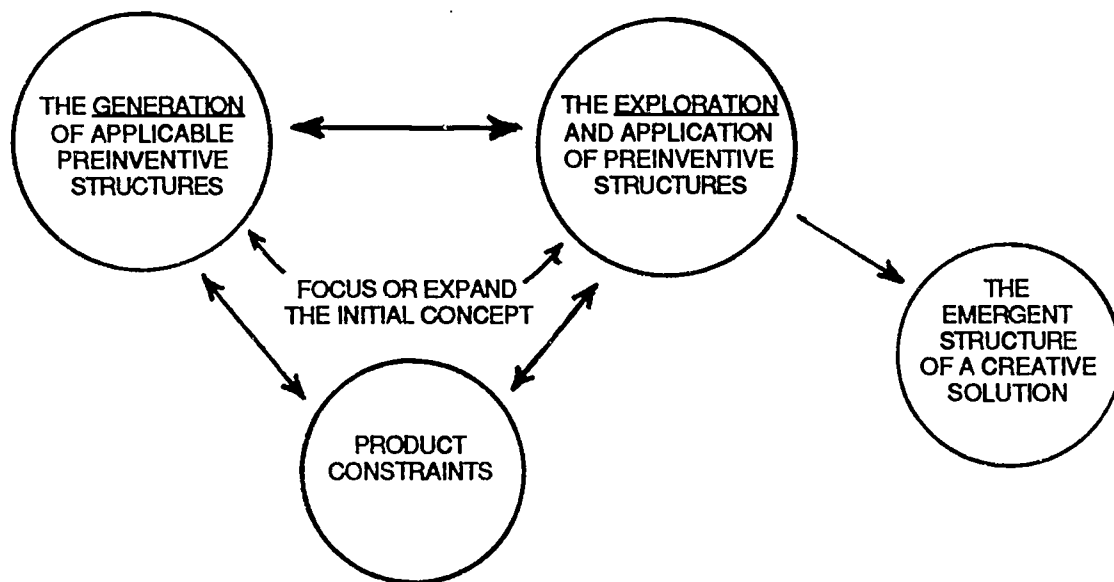 THE GENERATION
OF APPLICABLE
PREINVENTIVE
STRUCTURES
THE EXPLORATION
AND APPLICATION
OF PREINVENTIVE
STRUCTURES
FOCUS OR EXPAND
THE INITIAL CONCEPT
PRODUCT
CONSTRAINTS
THE
EMERGENT
STRUCTURE
OF A CREATIVE
SOLUTION